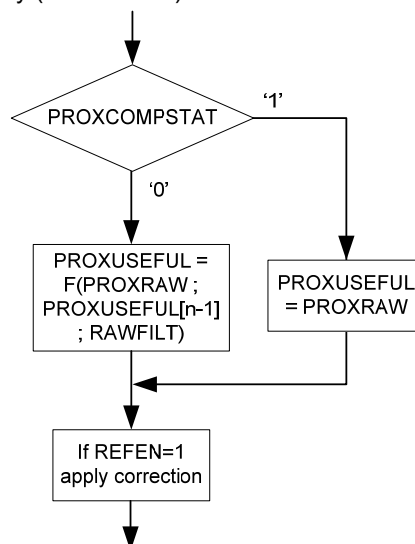 PROXCOMPSTAT
‘1’
‘0’
PROXUSEFUL =
F(PROXRAW ;
PROXUSEFUL[n-1]
; RAWFILT)
PROXUSEFUL
= PROXRAW
If REFEN=1
apply correction